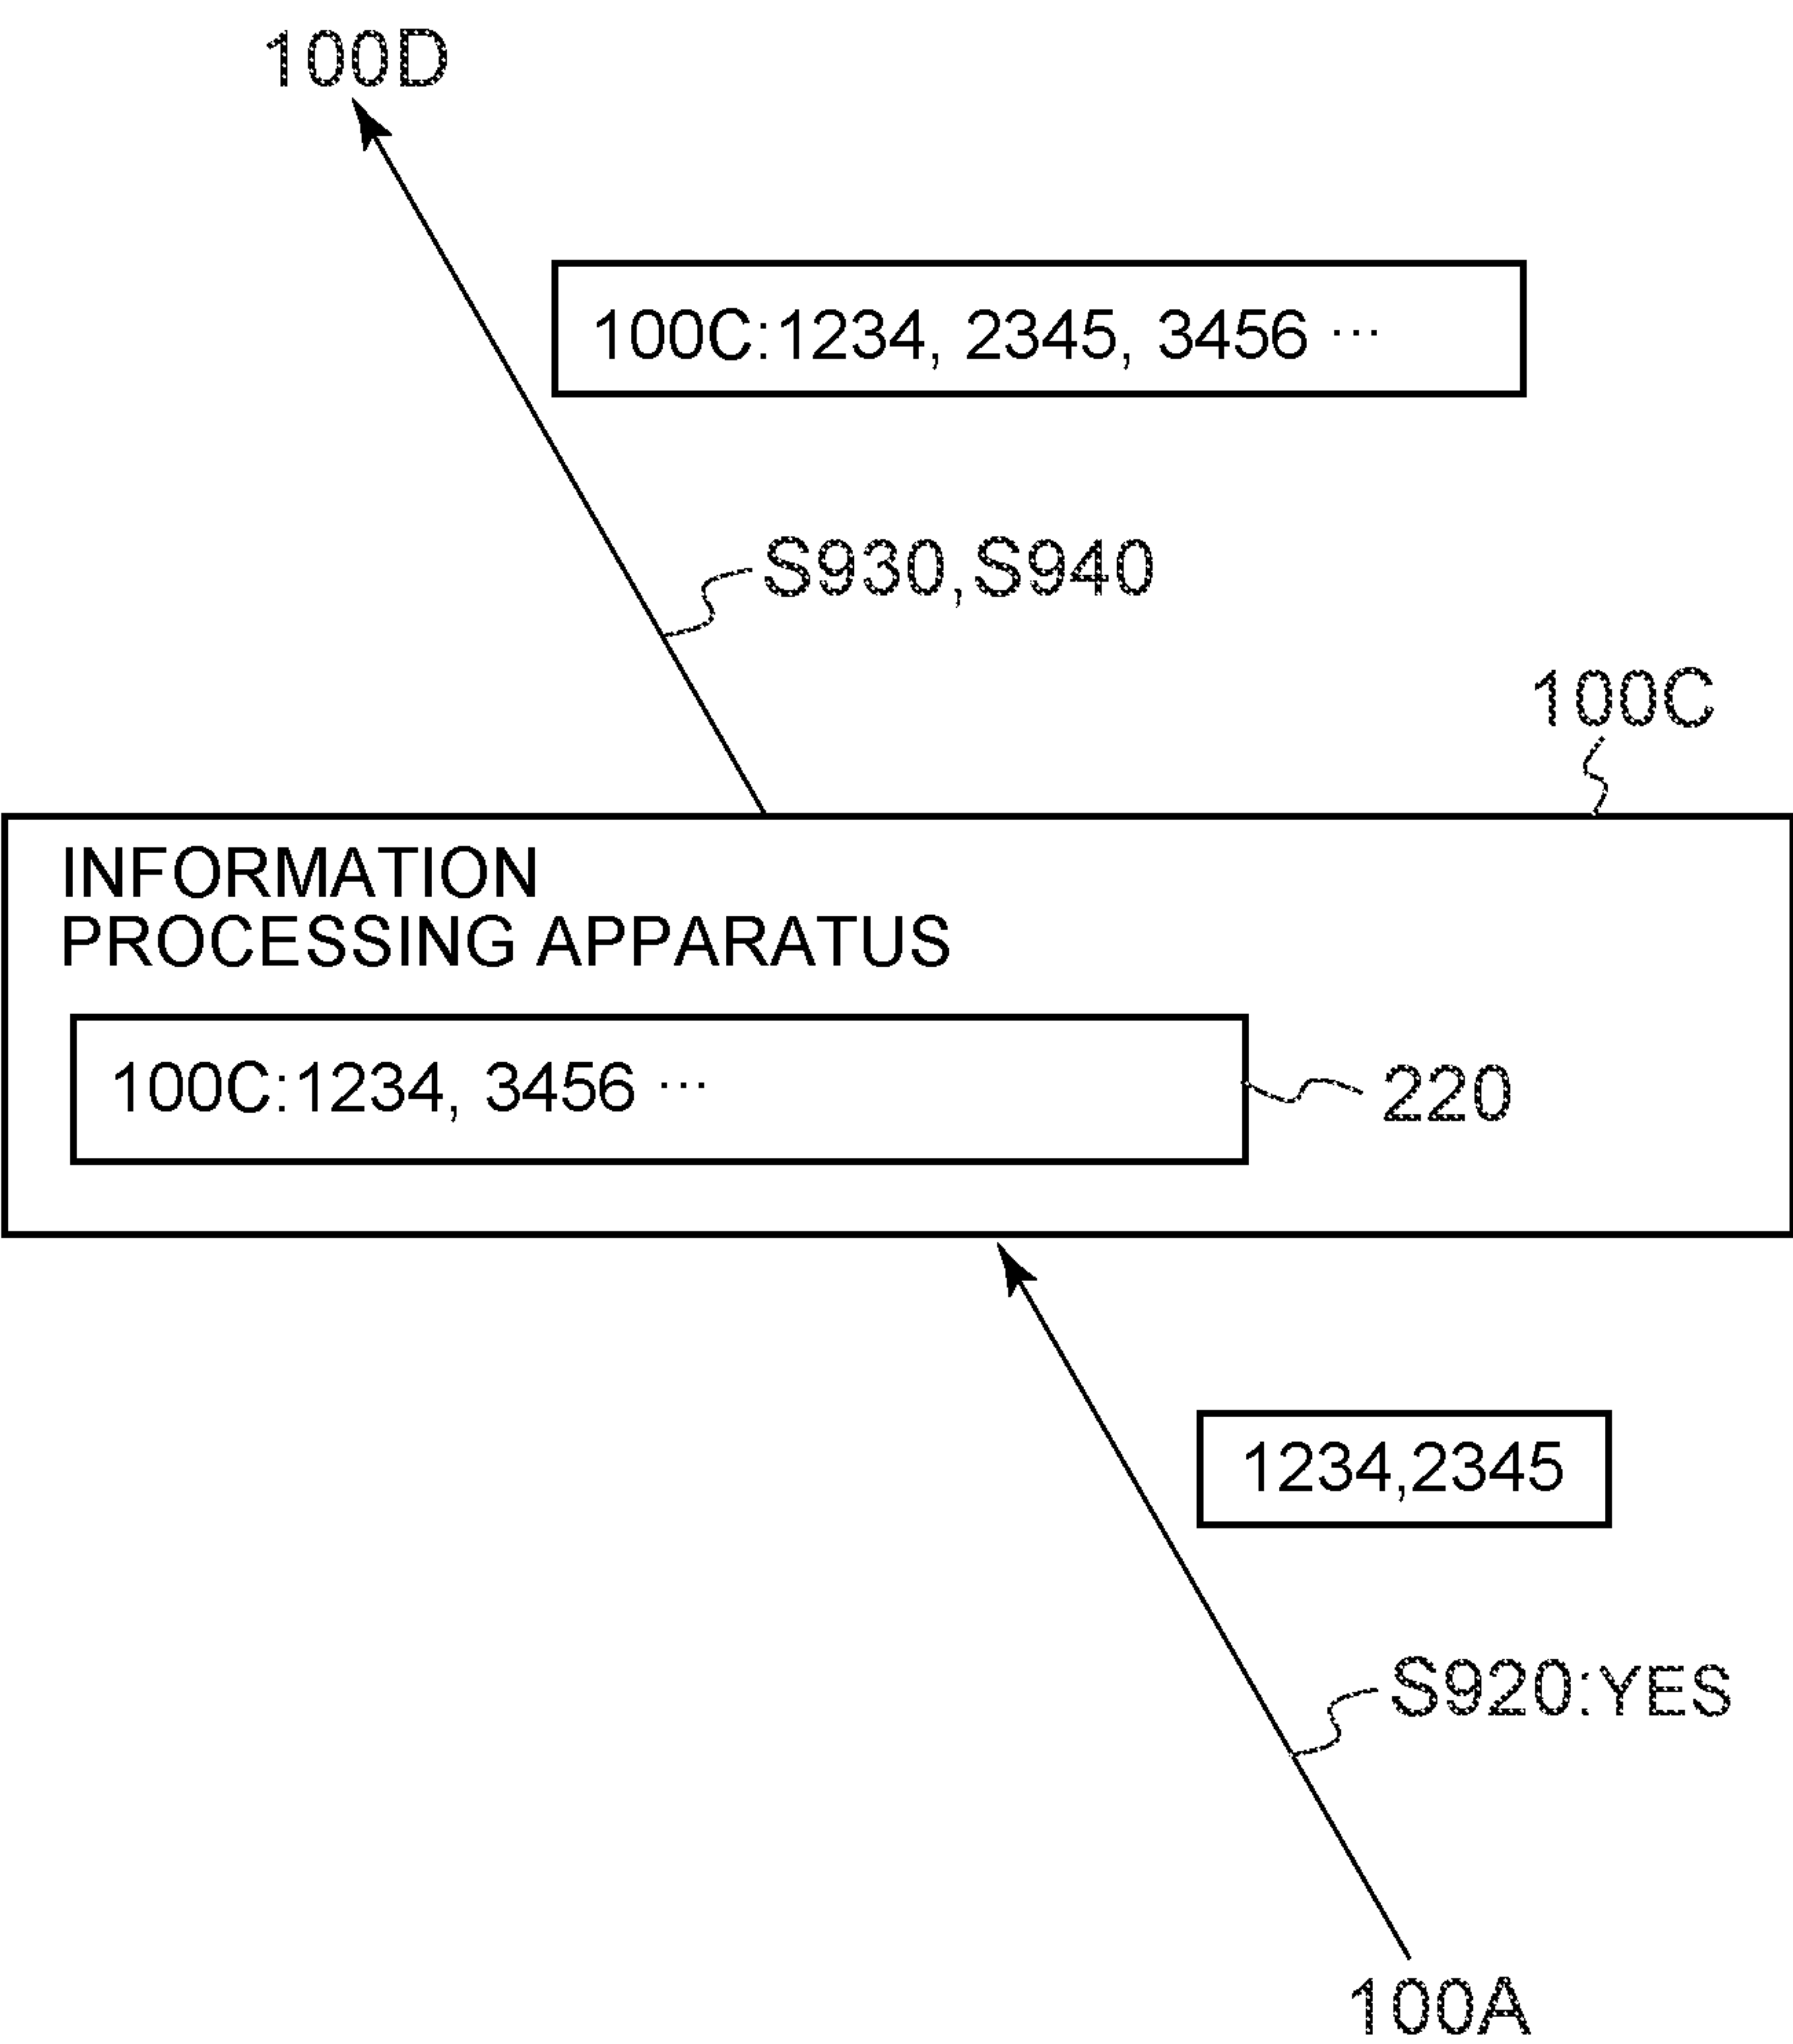 100D
100C:1234, 2345, 3456 ···
S930,S940
100C
INFORMATION
PROCESSING APPARATUS
100C:1234, 3456 ···
220
1234,2345
S920:YES
100A